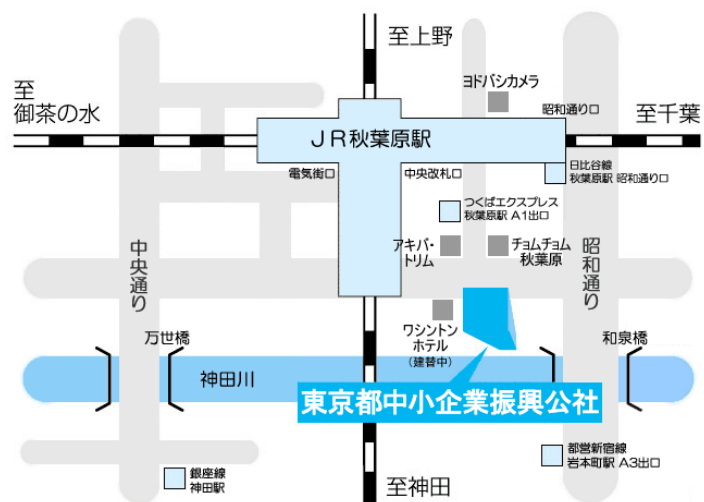 至上野
至
御茶の水
ヨドバシカメラ
昭和通り口
至千葉
JR秋葉原駅
電気街口
中央改札口
日比谷線
秋葉原駅 昭和通り口
つくばエクスプレス
秋葉原駅 A1出口
アキバ・
トリム
チョムチョム
秋葉原
中央通り
昭和通り
万世橋
ワシントン
ホテル
(建替中)
和泉橋
神田川
東京都中小企業振興公社
都営新宿線
岩本町駅 A3出口
銀座線
神田駅
至神田